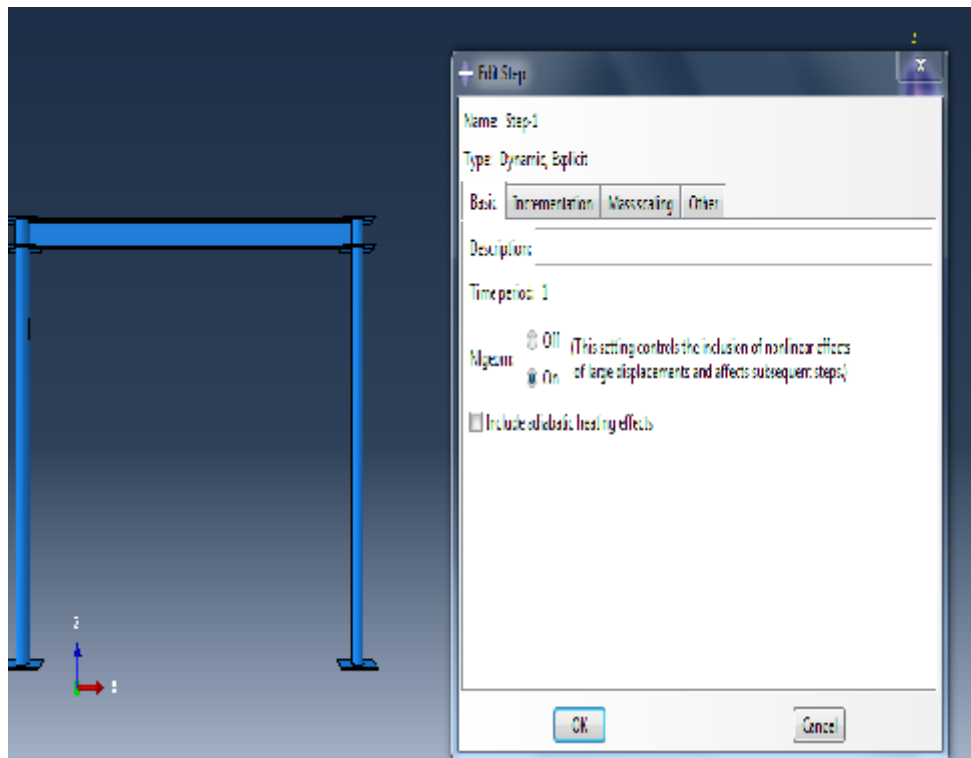 Edit Step
X
Name: Step-1
Type: Dynamic, Explicit
Basic Incrementation Mass scaling Other
Description:
Time period: 1
Nlgeom:
Off
On
(This setting controls the inclusion of nonlinear effects
of large displacements and affects subsequent steps.)
Include adiabatic heating effects
OK Cancel
Z